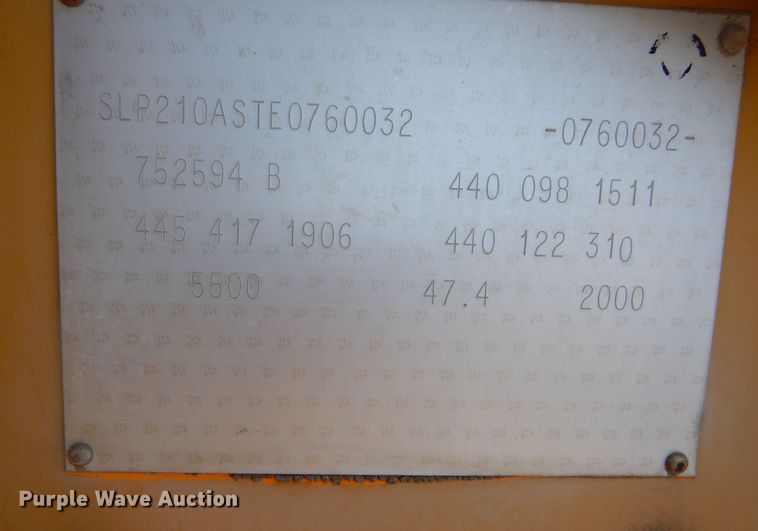 SLP210ASTE0760032 -0760032-
752594 B 440 098 1511
445 417 1906 440 122 310
5500 47.4 2000
Purple Wave Auction